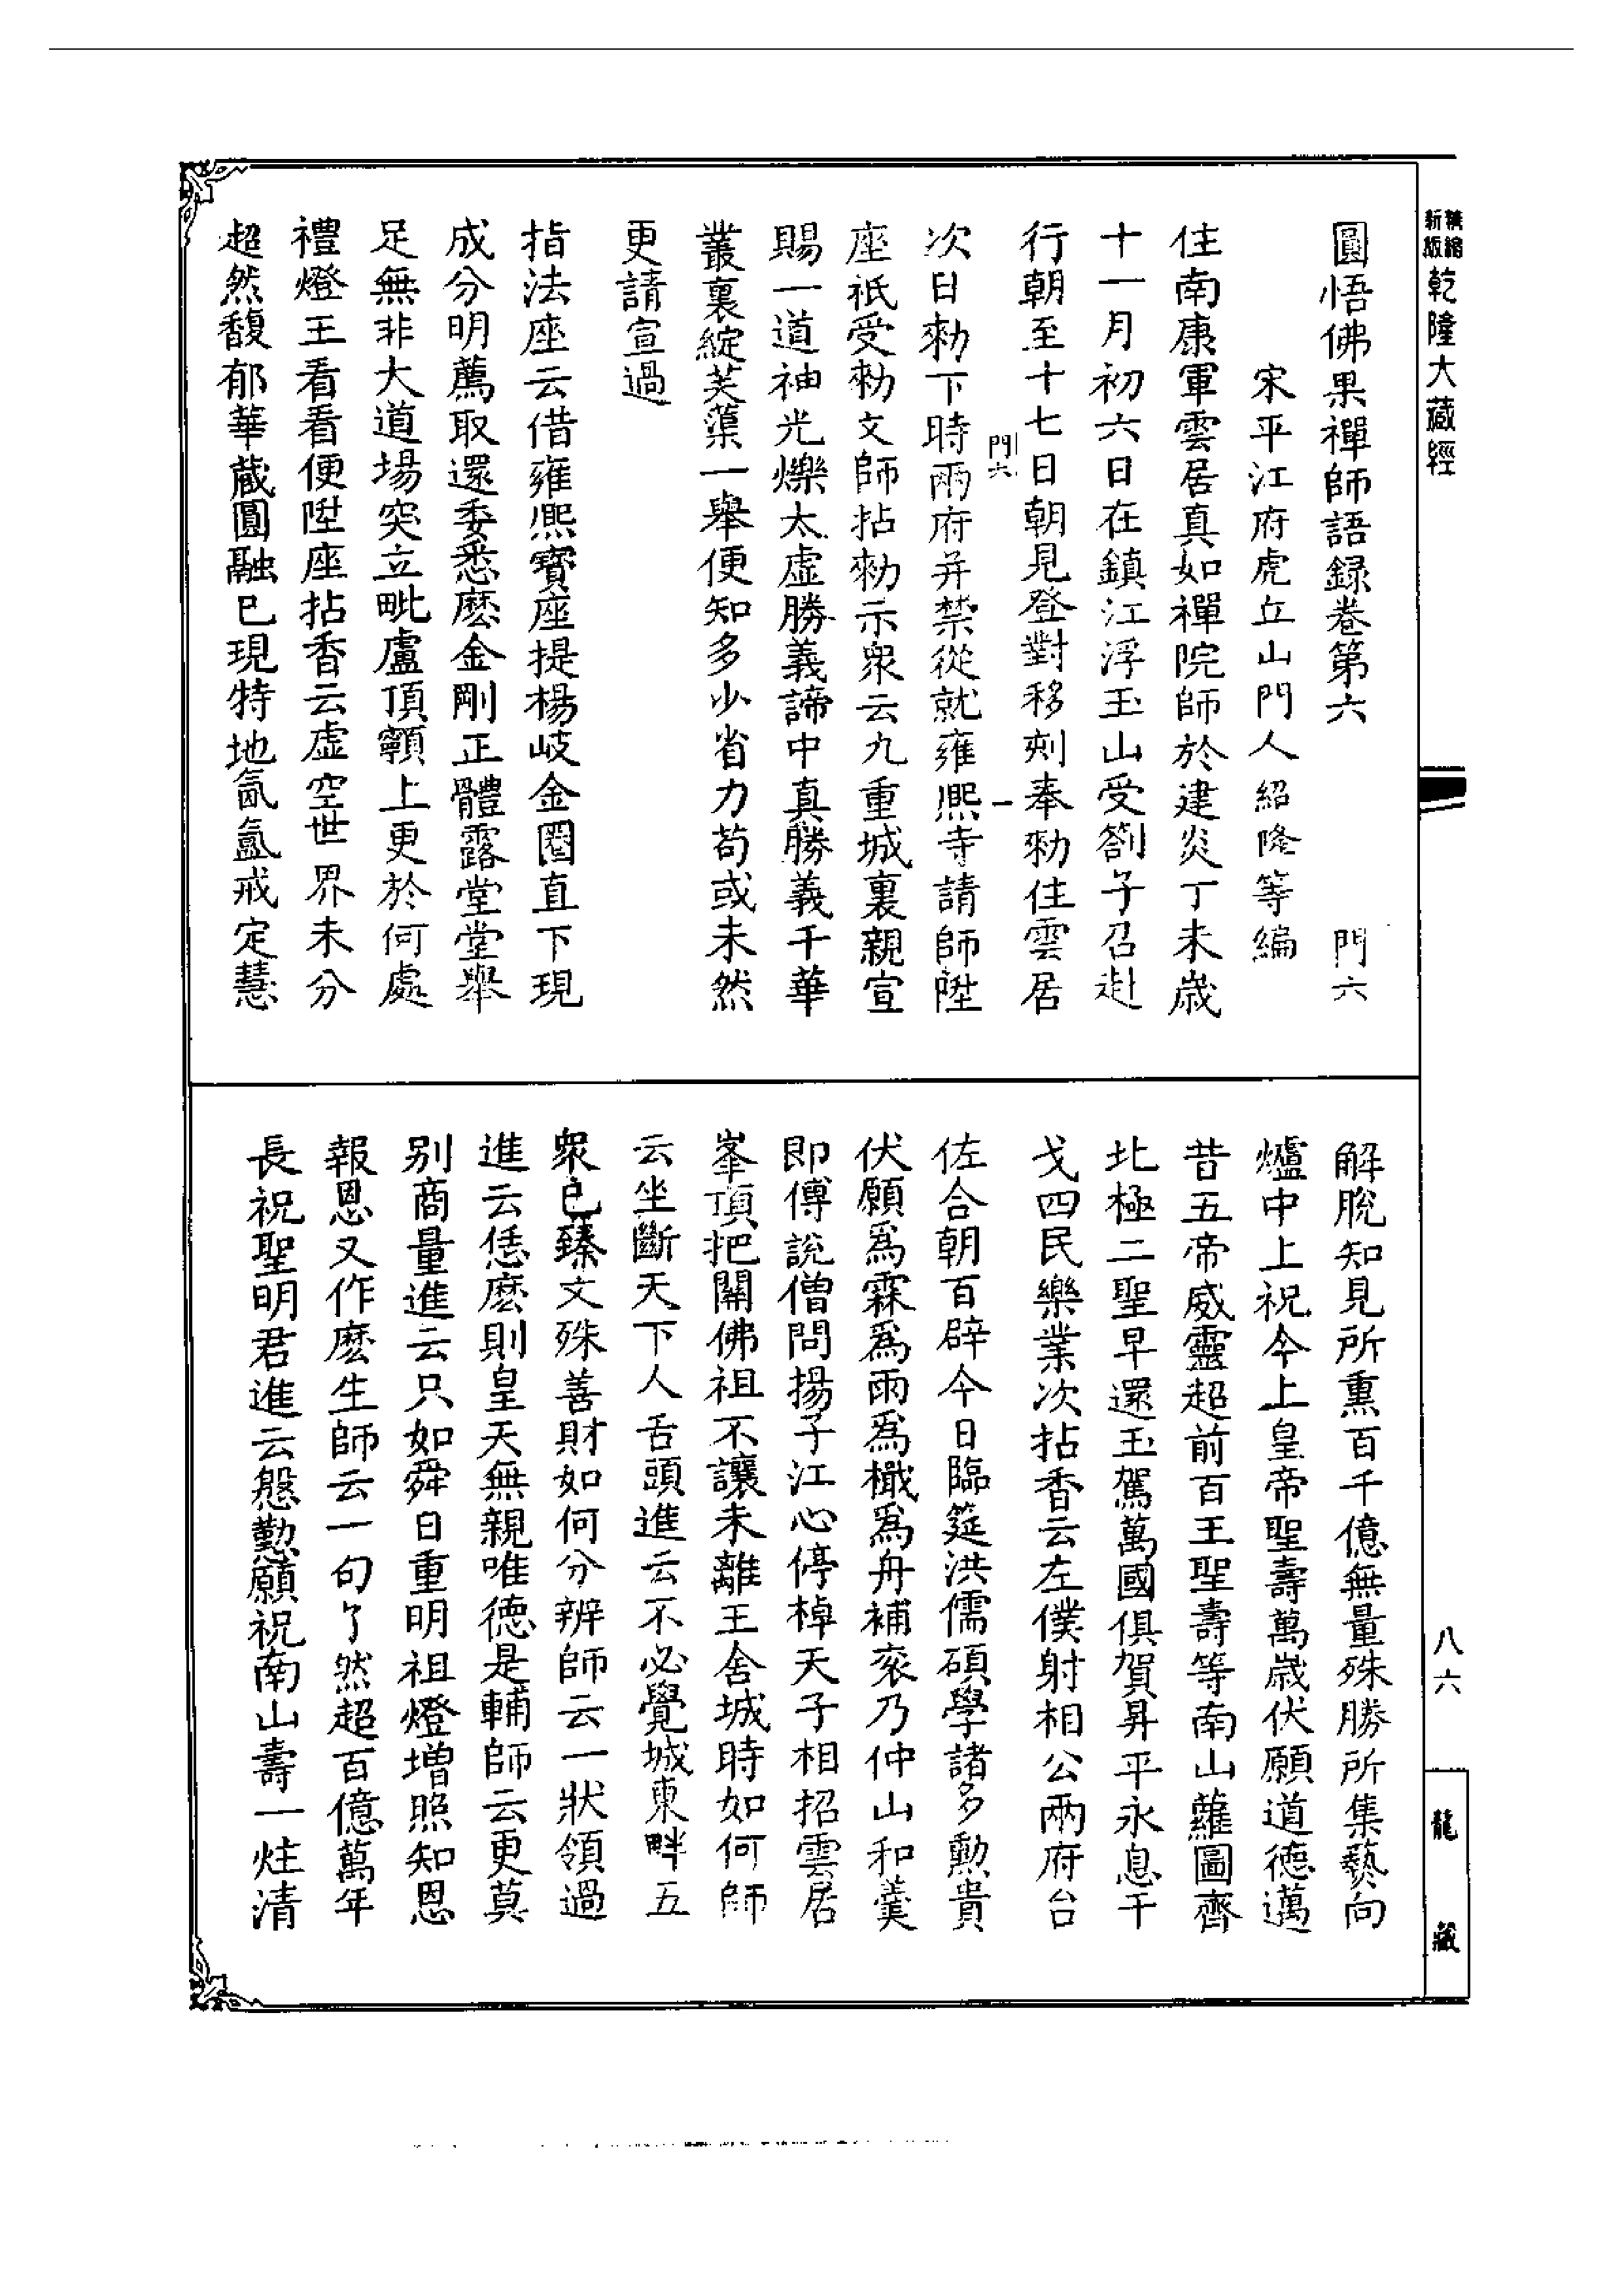 精縮
新版
乾隆大藏經
圓悟佛果禪師語録卷第六 門六
宋平江府虎丘山門人紹隆等編
住南康軍雲居真如禪院師於建炎丁未歲
十一月初六日在鎮江浮玉山受劄子召赴
行朝至十七日朝見登對移刻奉勑住雲居
門六 一
次日勑下時兩府并禁從就雍熙寺請師陞
座祇受勑文師拈勑示衆云九重城裏親宣
賜一道神光爍太虛勝義諦中真勝義千華
叢裏綻芙蕖一舉便知多少省力苟或未然
更請宣過
指法座云借雍熙寶座提楊岐金圈直下現
成分明薦取還委悉麽金剛正體露堂堂舉
足無非大道場突立毗盧頂𩕳上更於何處
禮燈王看看便陞座拈香云虛空世界未分
超然馥郁華蔵圓融已現特地氤氳戒定慧
解脫知見所熏百千億無量殊勝所集爇向
爐中上祝今上皇帝聖壽萬歲伏願道德邁
昔五帝威靈超前百王聖壽等南山蘿圖齊
北極二聖早還玉駕萬國俱賀昇平永息干
戈四民樂業次拈香云左僕射相公兩府台
佐合朝百辟今日臨筵洪儒碩學諸多勲貴
伏願爲霖爲雨爲檝爲舟補衮乃仲山和羹
即傅說僧問揚子江心停棹天子相招雲居
峯頂把關佛祖不讓未離王舍城時如何師
云坐斷天下人舌頭進云不必覺城東畔五
衆已臻文殊善財如何分辨師云一狀領過
進云恁麽則皇天無親唯德是輔師云更莫
别商量進云只如舜日重明祖燈增照知恩
報恩又作麽生師云一句了然超百億萬年
長祝聖明君進云慇懃願祝南山壽一炷清
八六
龍藏